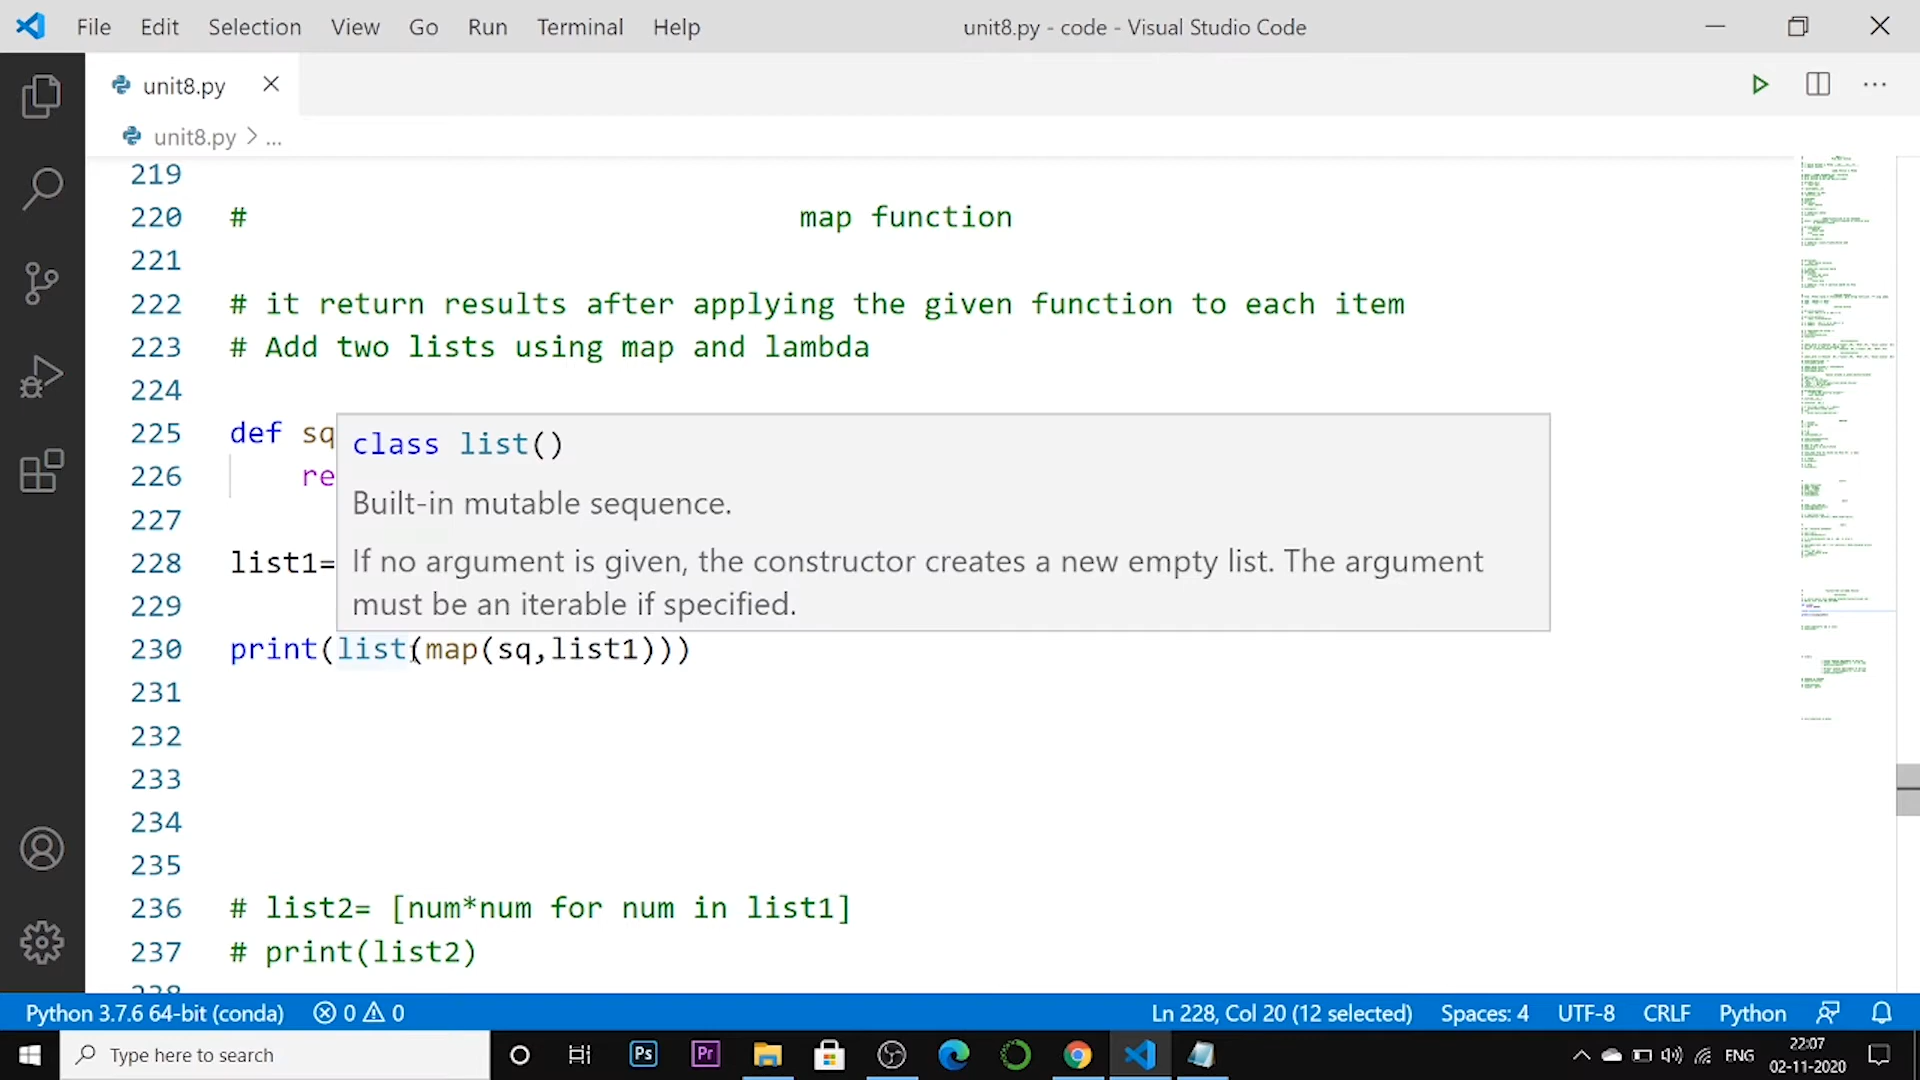 File Edit Selection View Go Run Terminal Help
unit8.py - code - Visual Studio Code
unit8.py
unit8.py > ...
219
220 # map function
221
222 # it return results after applying the given function to each item
223 # Add two lists using map and lambda
224
225 def sq
226 re
227
228 list1=
229
class list()
Built-in mutable sequence.
If no argument is given, the constructor creates a new empty list. The argument
must be an iterable if specified.
230 print(list(map(sq,list1)))
231
232
233
234
235
236 # list2= [num*num for num in list1]
237 # print(list2)
238
Python 3.7.6 64-bit (conda) 0 0 Ln 228, Col 20 (12 selected) Spaces: 4 UTF-8 CRLF Python
Type here to search
Ps Pr
ENG
22:07
02-11-2020